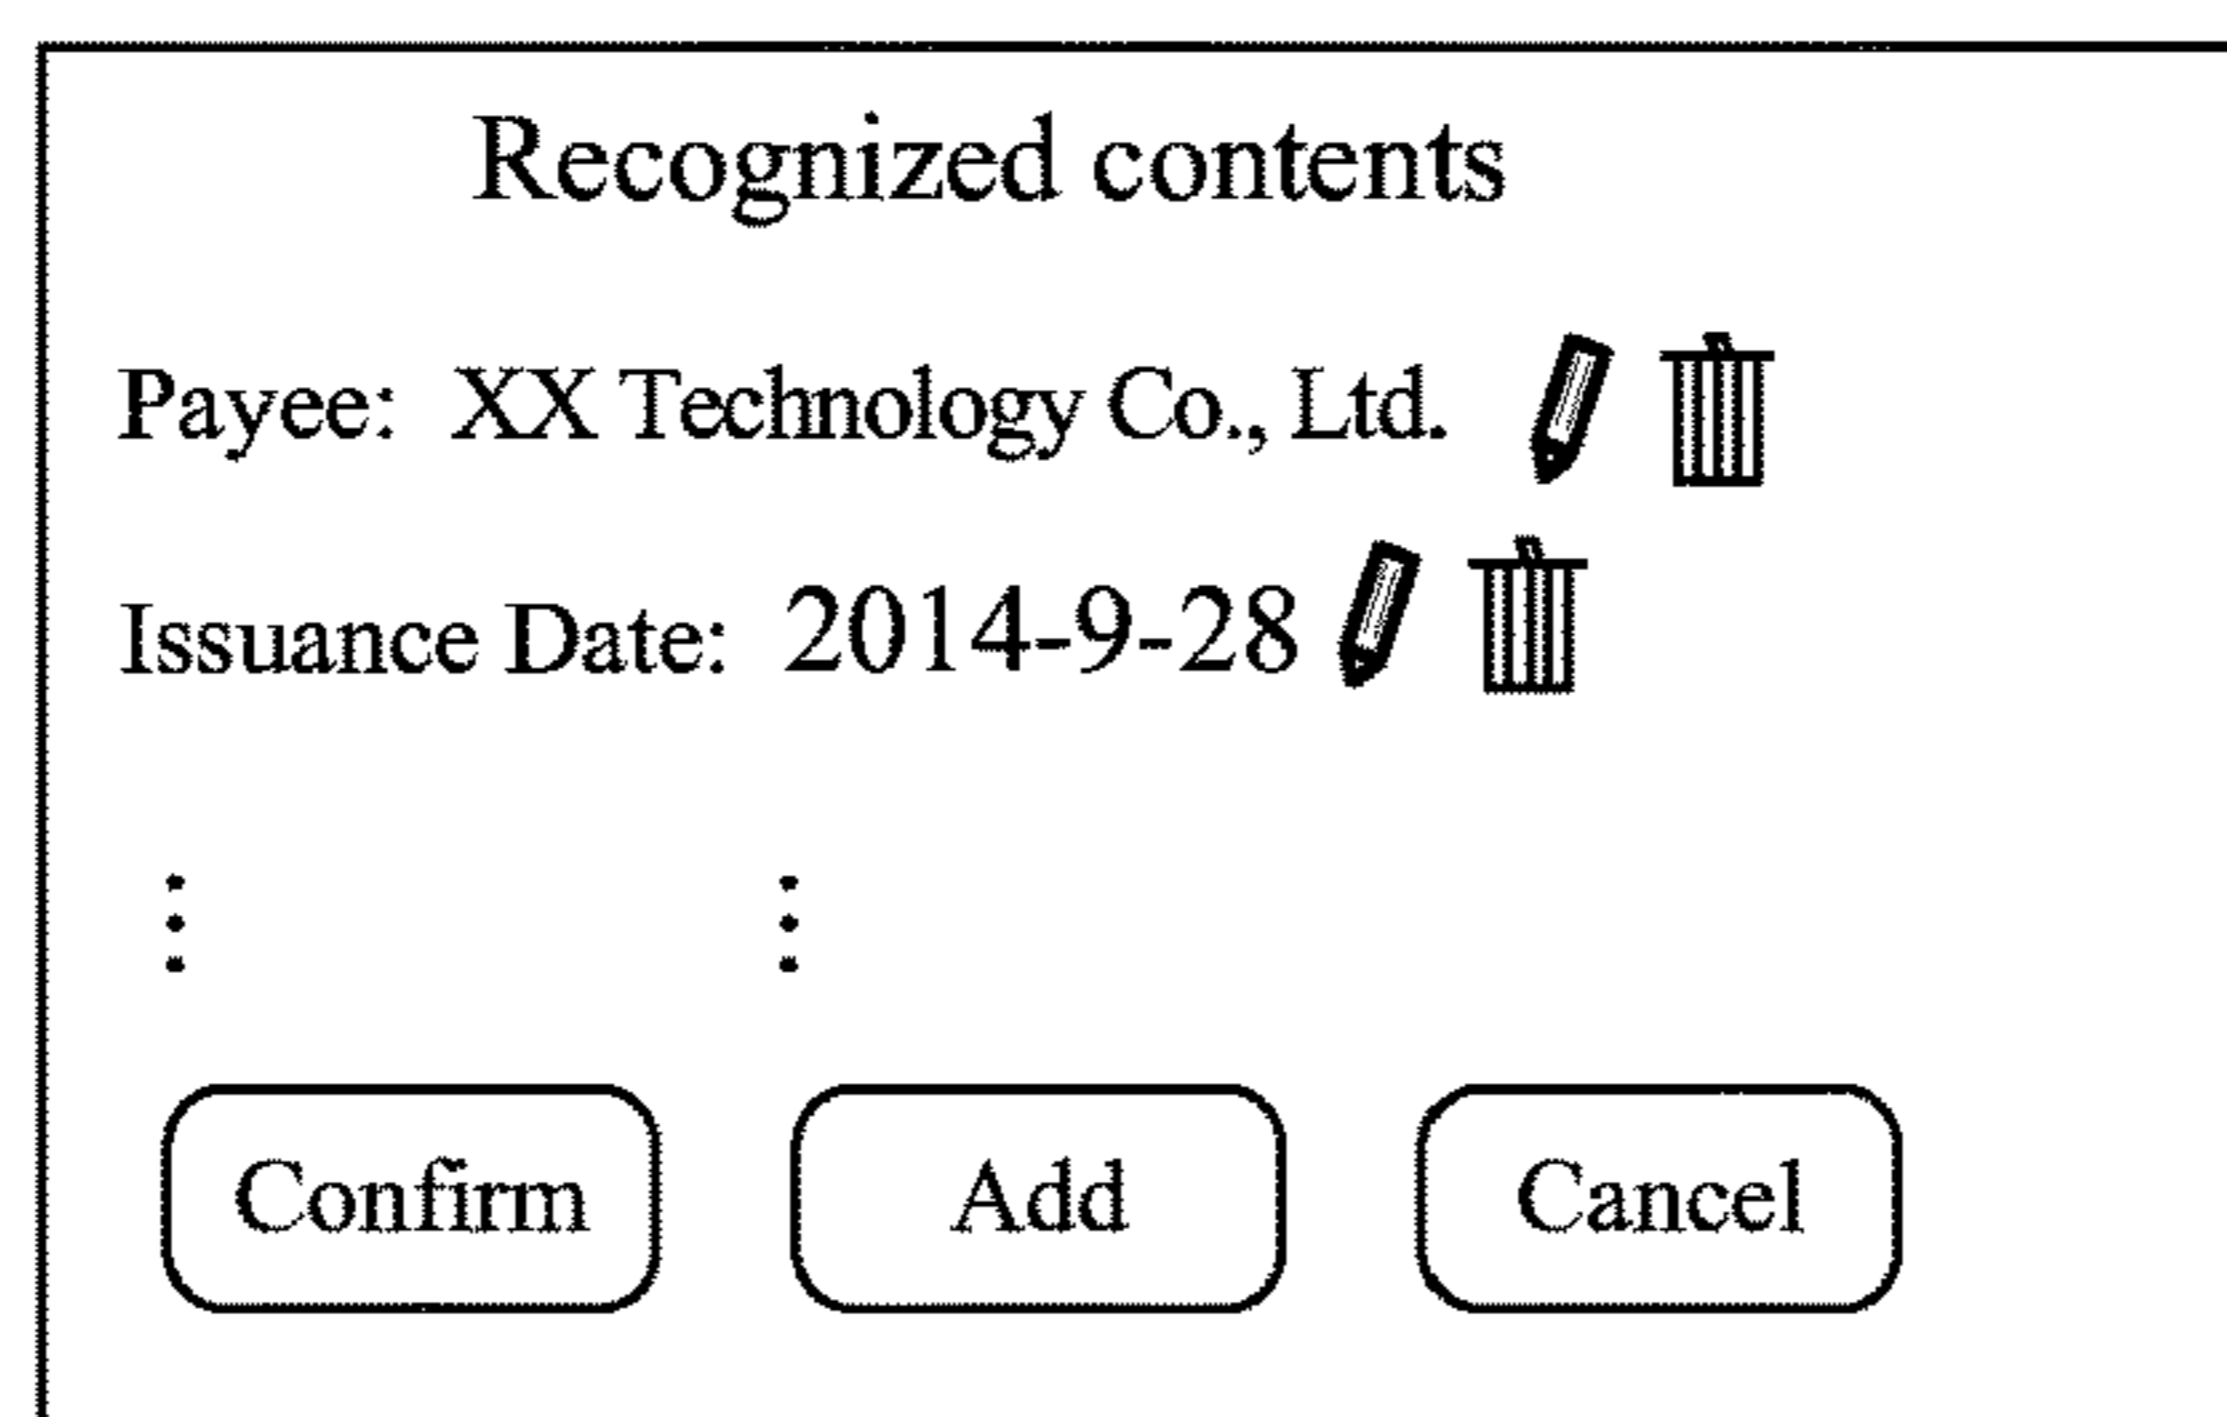 Recognized contents
Payee: XX Technology Co., Ltd.
Issuance Date: 2014-9-28
Confirm
Add
Cancel